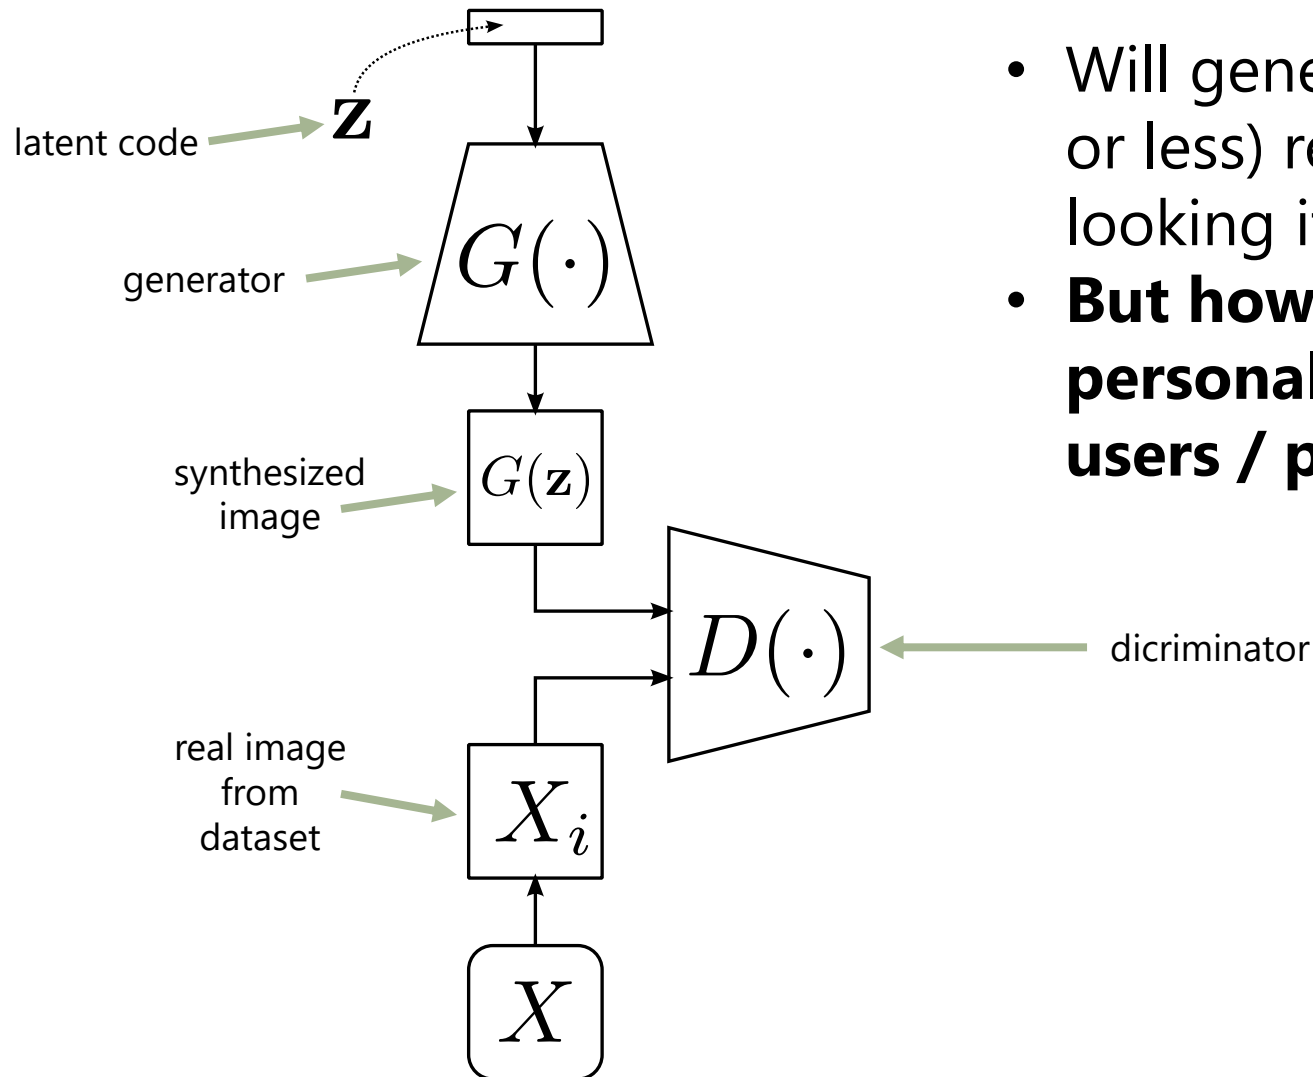 latent code
z
generator
G(·)
synthesized
image
G(z)
D(·)
dicriminator
real image
from
dataset
X_i
X
• Will gene
or less) re
looking i
• But how
personal
users / p